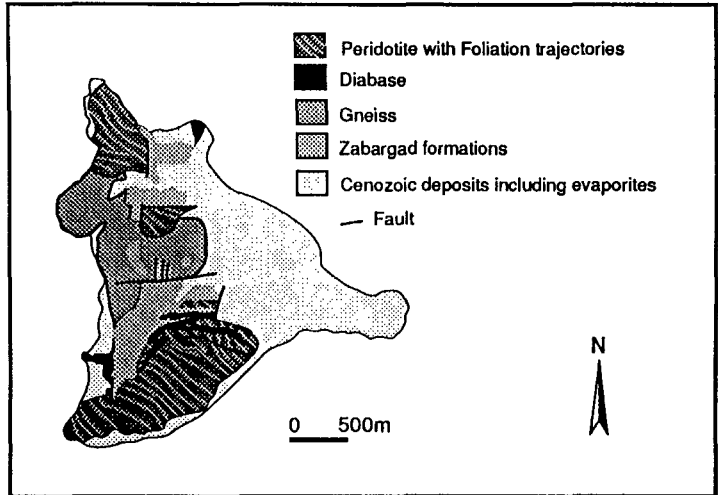 Peridotite with Foliation trajectories
Diabase
Gneiss
Zabargad formations
Cenozoic deposits including evaporites
Fault
N
0 500m